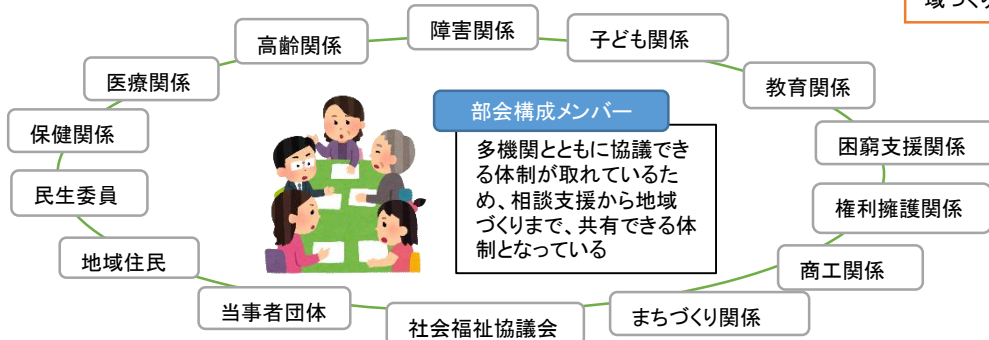 域づくり
障害関係
高齢関係
子ども関係
医療関係
教育関係
保健関係
部会構成メンバー
困窮支援関係
多機関とともに協議でき
る体制が取れているた
め、相談支援から地域
づくりまで、共有できる体
制となっている
民生委員
権利擁護関係
地域住民
商工関係
当事者団体
まちづくり関係
社会福祉協議会